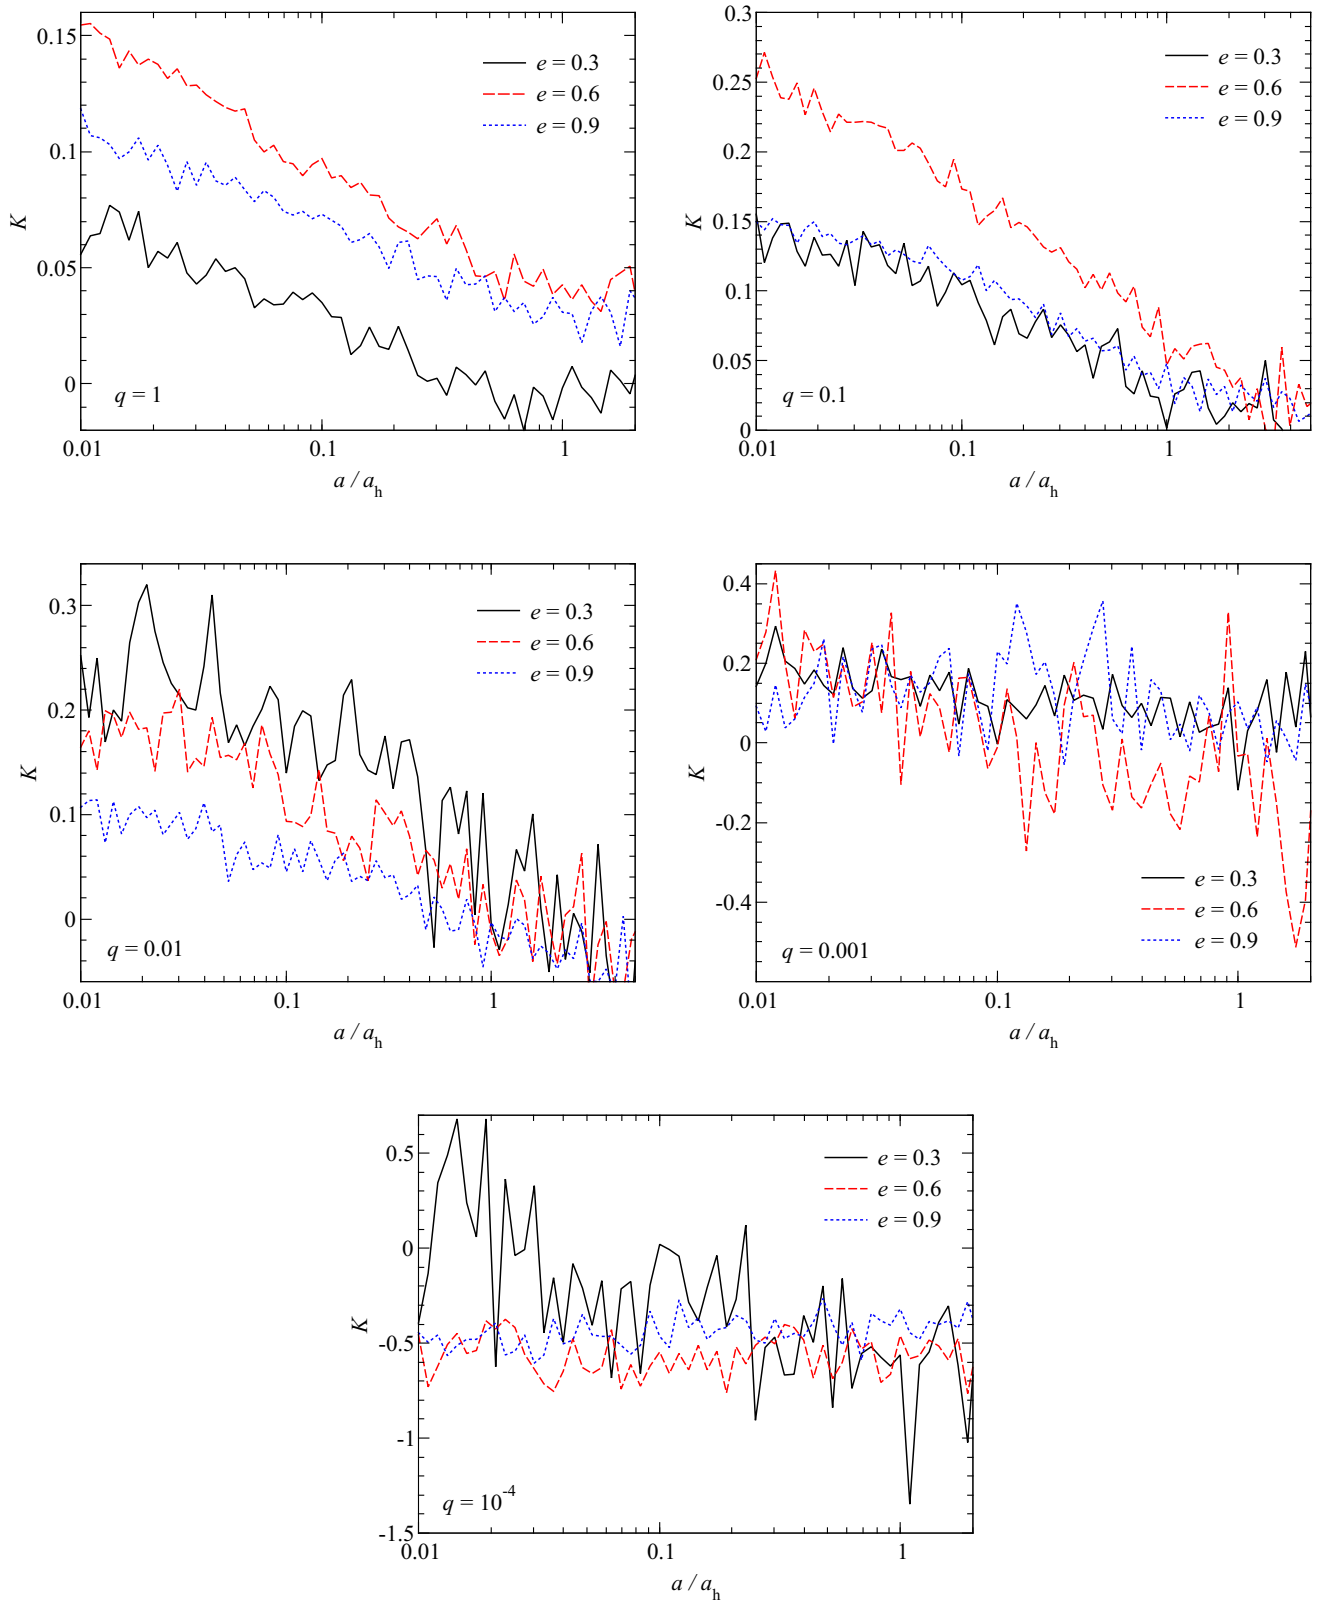 0.15
0.1
0.05
0
K
e = 0.3
e = 0.6
e = 0.9
q = 1
0.01 0.1 1
a / a_h
0.3
0.25
0.2
0.15
0.1
0.05
0
K
e = 0.3
e = 0.6
e = 0.9
q = 0.1
0.01 0.1 1
a / a_h
0.3
0.2
0.1
0
K
e = 0.3
e = 0.6
e = 0.9
q = 0.01
0.01 0.1 1
a / a_h
0.4
0.2
0
-0.2
-0.4
K
e = 0.3
e = 0.6
e = 0.9
q = 0.001
0.01 0.1 1
a / a_h
0.5
0
-0.5
-1
-1.5
K
e = 0.3
e = 0.6
e = 0.9
q = 10^-4
0.01 0.1 1
a / a_h